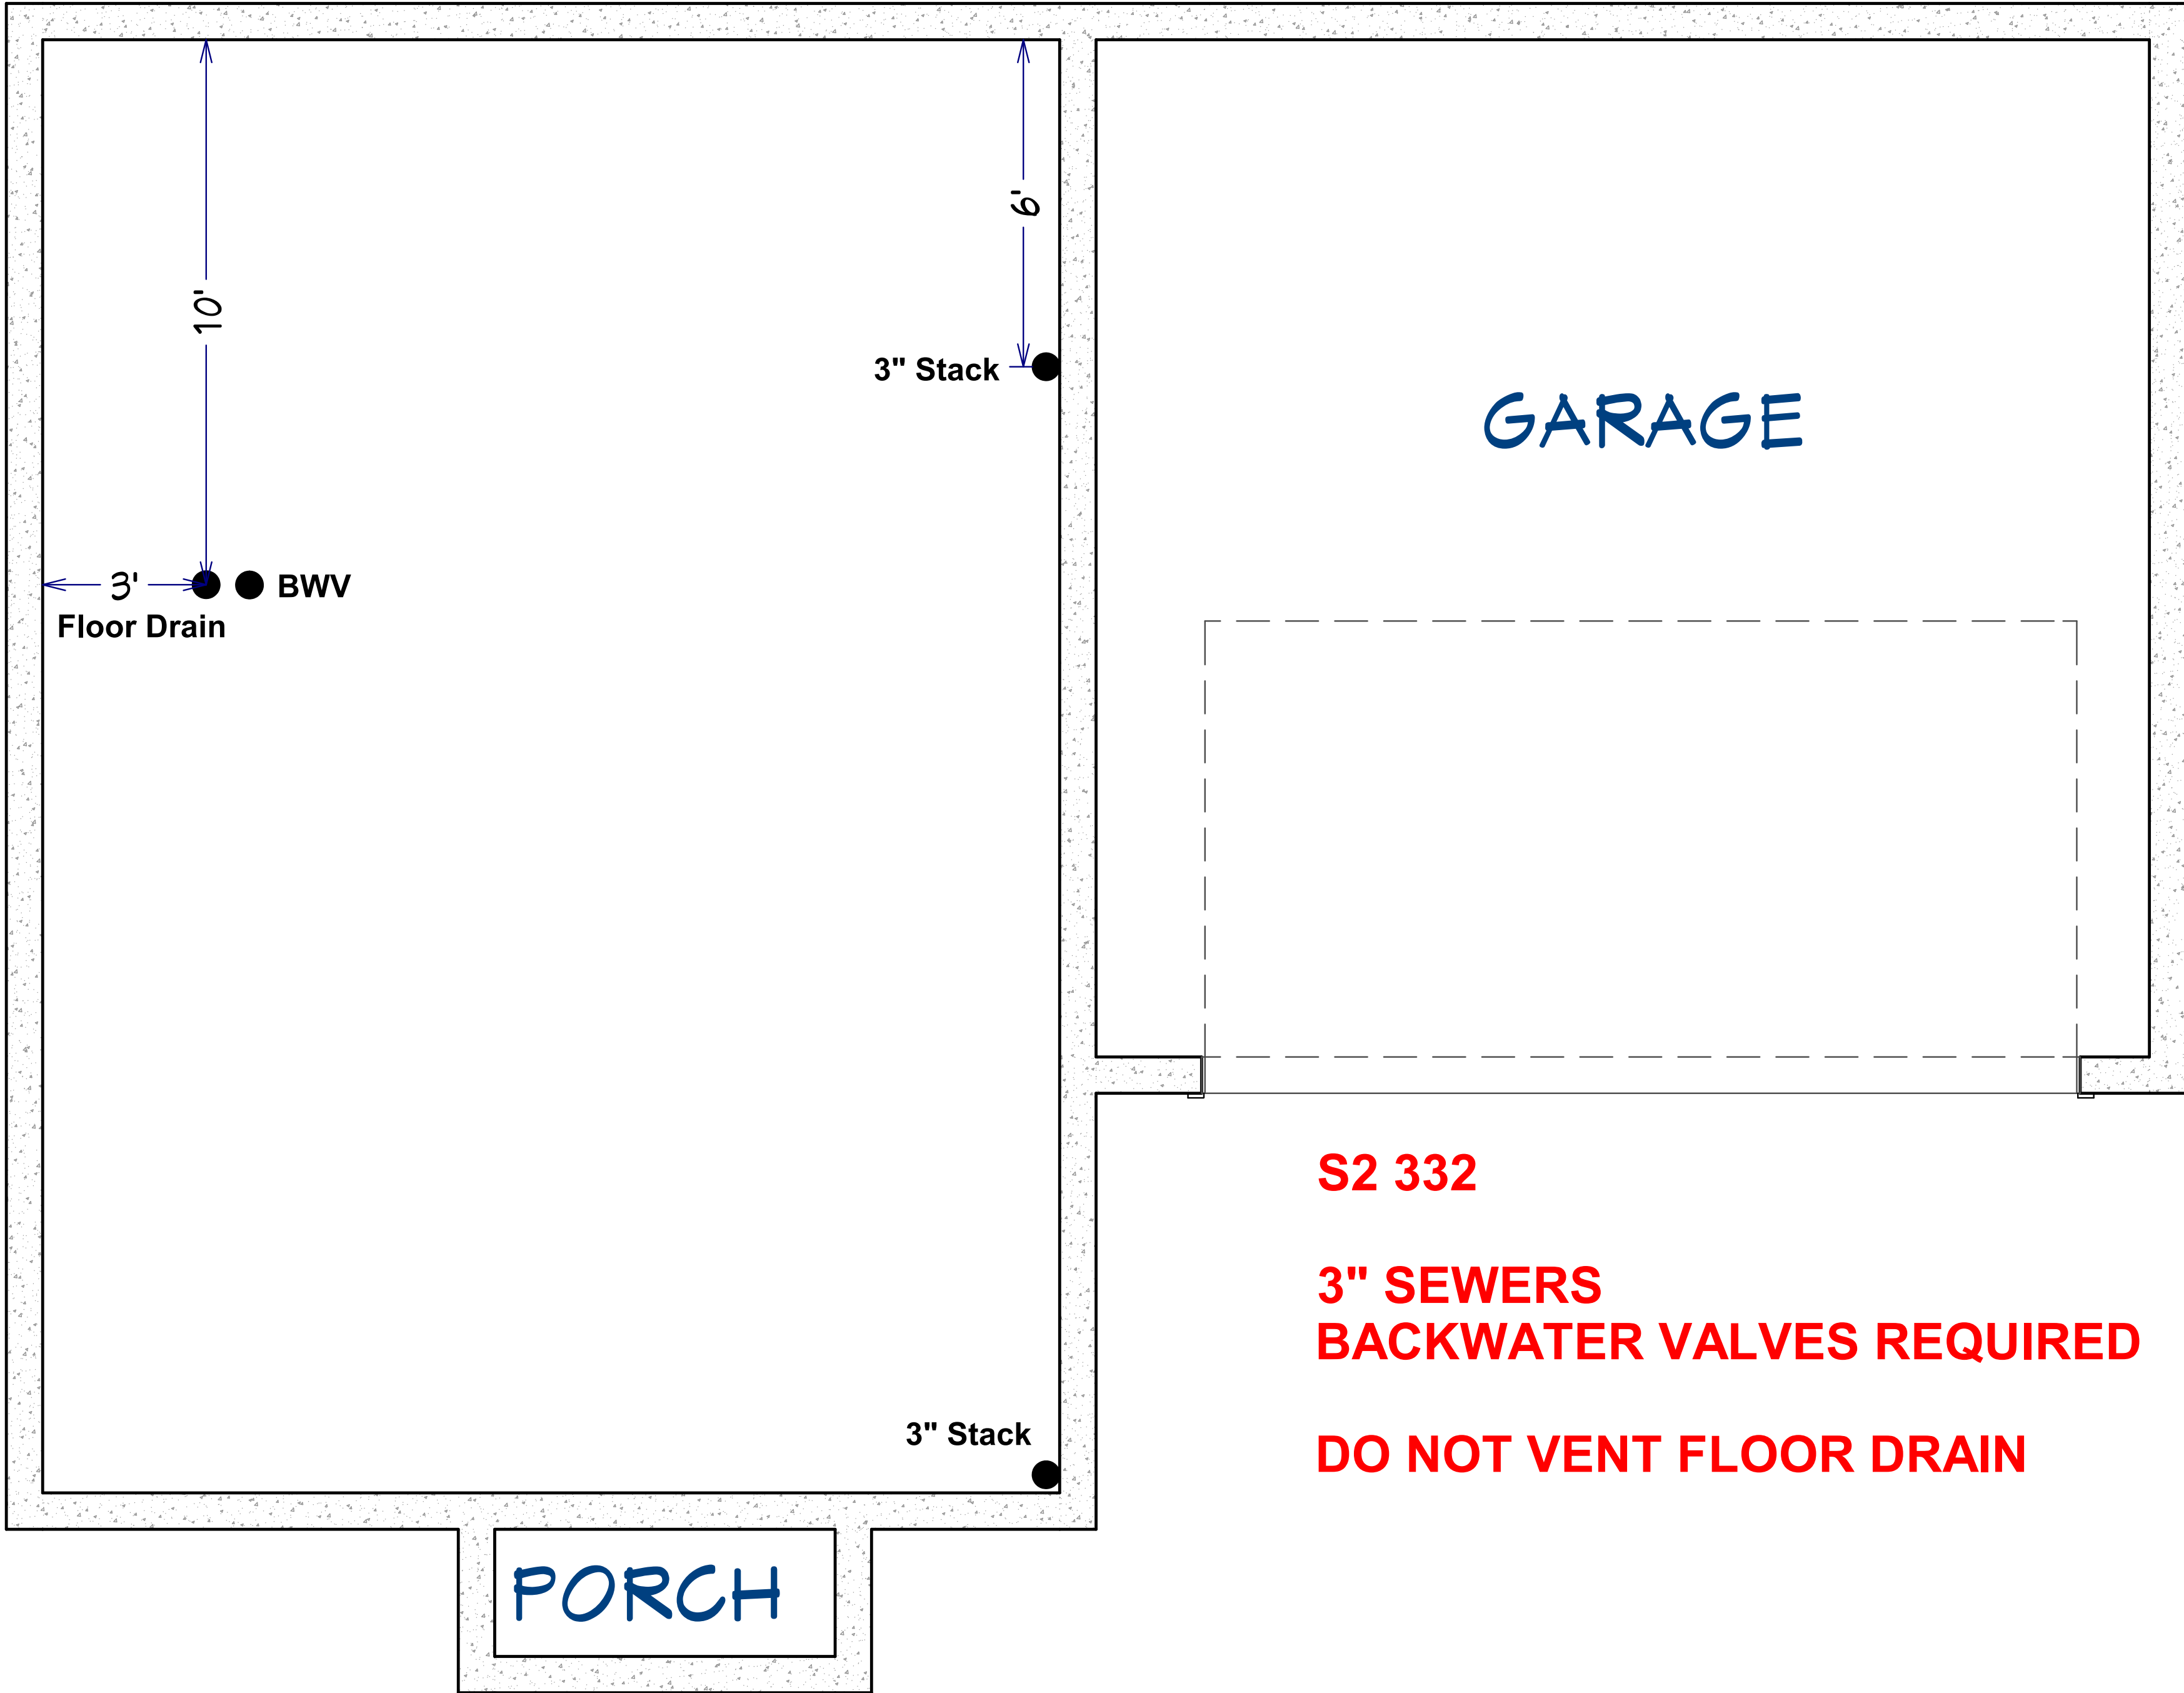 6'
10'
3" Stack
GARAGE
3'
BWV
Floor Drain
S2 332
3" SEWERS
BACKWATER VALVES REQUIRED
DO NOT VENT FLOOR DRAIN
3" Stack
PORCH